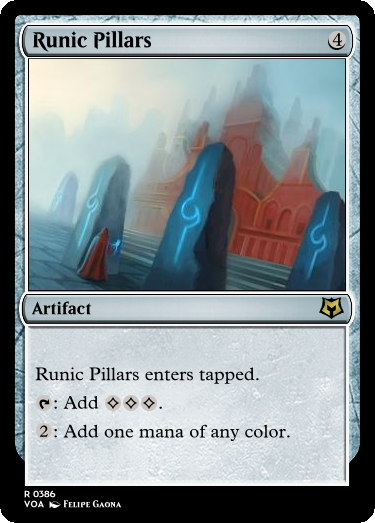 Runic Pillars 4
Artifact
Runic Pillars enters tapped.
: Add .
2: Add one mana of any color.
R 0386
VOA Felipe Gaona